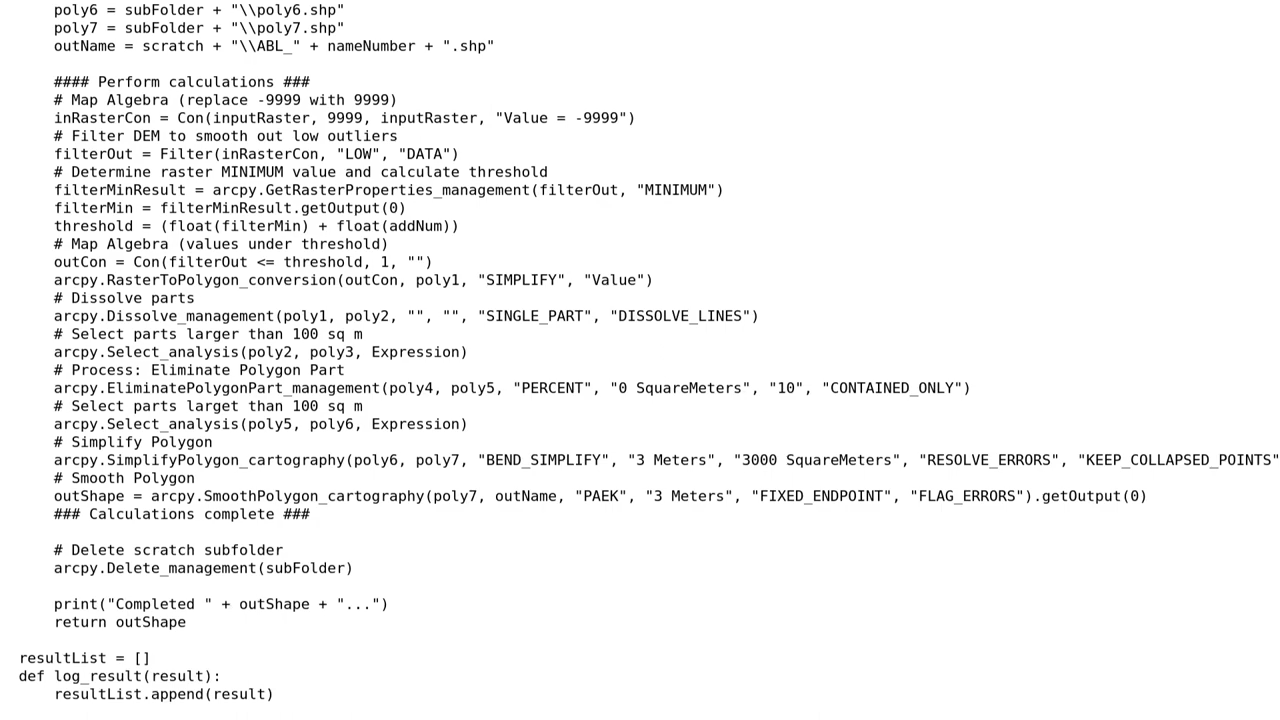 poly6 = subFolder + "\\poly6.shp"
poly7 = subFolder + "\\poly7.shp"
outName = scratch + "\\ABL_" + nameNumber + ".shp"
#### Perform calculations ###
# Map Algebra (replace -9999 with 9999)
inRasterCon = Con(inputRaster, 9999, inputRaster, "Value = -9999")
# Filter DEM to smooth out low outliers
filterOut = Filter(inRasterCon, "LOW", "DATA")
# Determine raster MINIMUM value and calculate threshold
filterMinResult = arcpy.GetRasterProperties_management(filterOut, "MINIMUM")
filterMin = filterMinResult.getOutput(0)
threshold = (float(filterMin) + float(addNum))
# Map Algebra (values under threshold)
outCon = Con(filterOut <= threshold, 1, "")
arcpy.RasterToPolygon_conversion(outCon, poly1, "SIMPLIFY", "Value")
# Dissolve parts
arcpy.Dissolve_management(poly1, poly2, "", "", "SINGLE_PART", "DISSOLVE_LINES")
# Select parts larger than 100 sq m
arcpy.Select_analysis(poly2, poly3, Expression)
# Process: Eliminate Polygon Part
arcpy.EliminatePolygonPart_management(poly4, poly5, "PERCENT", "0 SquareMeters", "10", "CONTAINED_ONLY")
# Select parts larget than 100 sq m
arcpy.Select_analysis(poly5, poly6, Expression)
# Simplify Polygon
arcpy.SimplifyPolygon_cartography(poly6, poly7, "BEND_SIMPLIFY", "3 Meters", "3000 SquareMeters", "RESOLVE_ERRORS", "KEEP_COLLAPSED_POINTS"
# Smooth Polygon
outShape = arcpy.SmoothPolygon_cartography(poly7, outName, "PAEK", "3 Meters", "FIXED_ENDPOINT", "FLAG_ERRORS").getOutput(0)
### Calculations complete ###
# Delete scratch subfolder
arcpy.Delete_management(subFolder)
print("Completed " + outShape + "...")
return outShape
resultList = []
def log_result(result):
resultList.append(result)